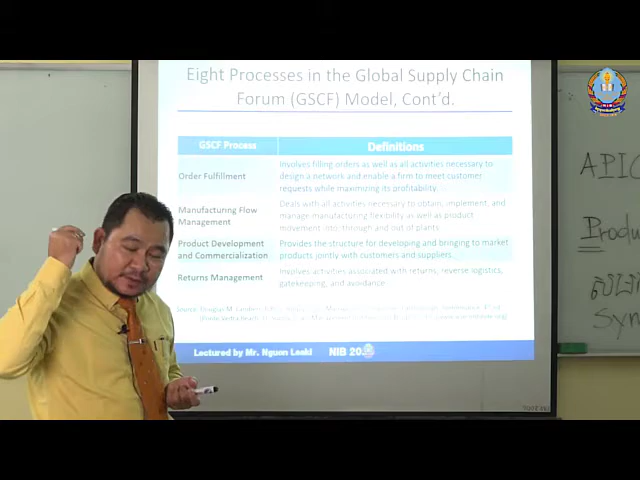 Eight Processes in the Global Supply Chain
Forum (GSCF) Model, Cont'd.
GSCF Process
Definitions
Order Fulfillment
Involves filling orders as well as all activities necessary to
design a network and enable a firm to meet customer
requests while maximizing its profitability.
Manufacturing Flow
Management
Deals with all activities necessary to obtain, implement, and
manage manufacturing flexibility as well as product
movement into, through and out of plants.
Product Development
and Commercialization
Provides the structure for developing and bringing to market
products jointly with customers and suppliers.
Returns Management
Involves activities associated with returns, reverse logistics,
gatekeeping, and avoidance.
Source: Douglas M. Lambert,
Lectured by Mr. Nguon Leaki
NIB
APIC
Produ
Syn